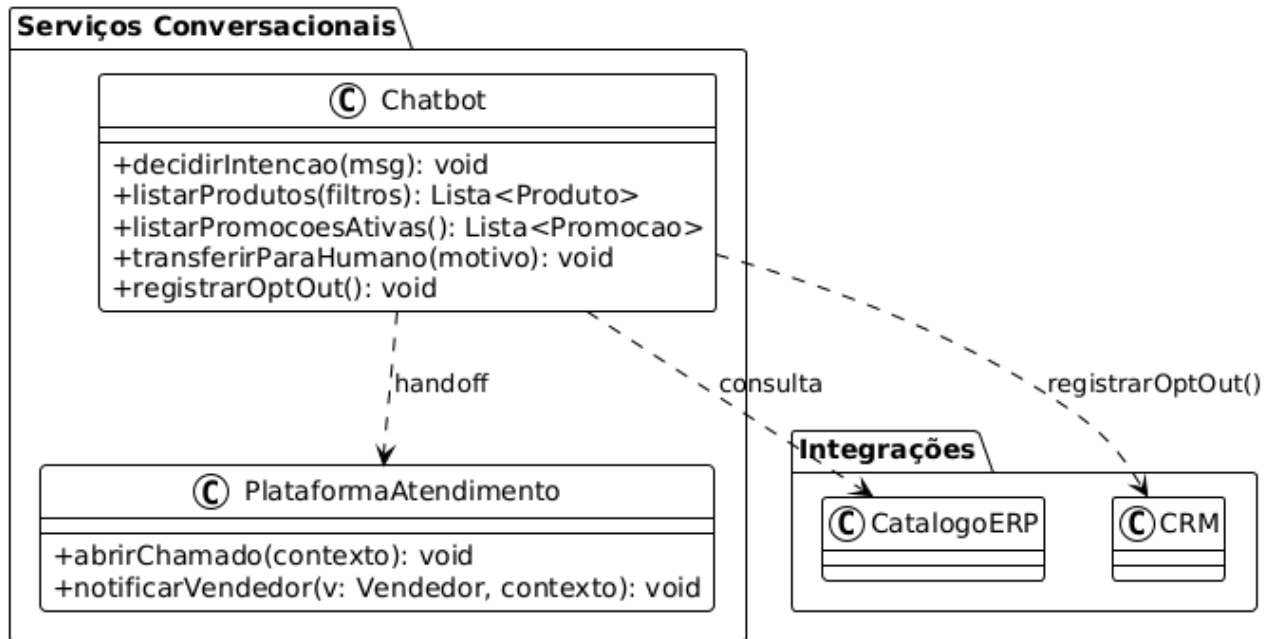 Serviços Conversacionais
C Chatbot
+decidirIntencao(msg): void
+listarProdutos(filtros): Lista<Produto>
+listarPromocoesAtivas(): Lista<Promocao>
+transferirParaHumano(motivo): void
+registrarOptOut(): void
handoff
consulta
registrarOptOut()
Integrações
C PlataformaAtendimento
+abrirChamado(contexto): void
+notificarVendedor(v: Vendedor, contexto): void
C CatalogoERP
C CRM